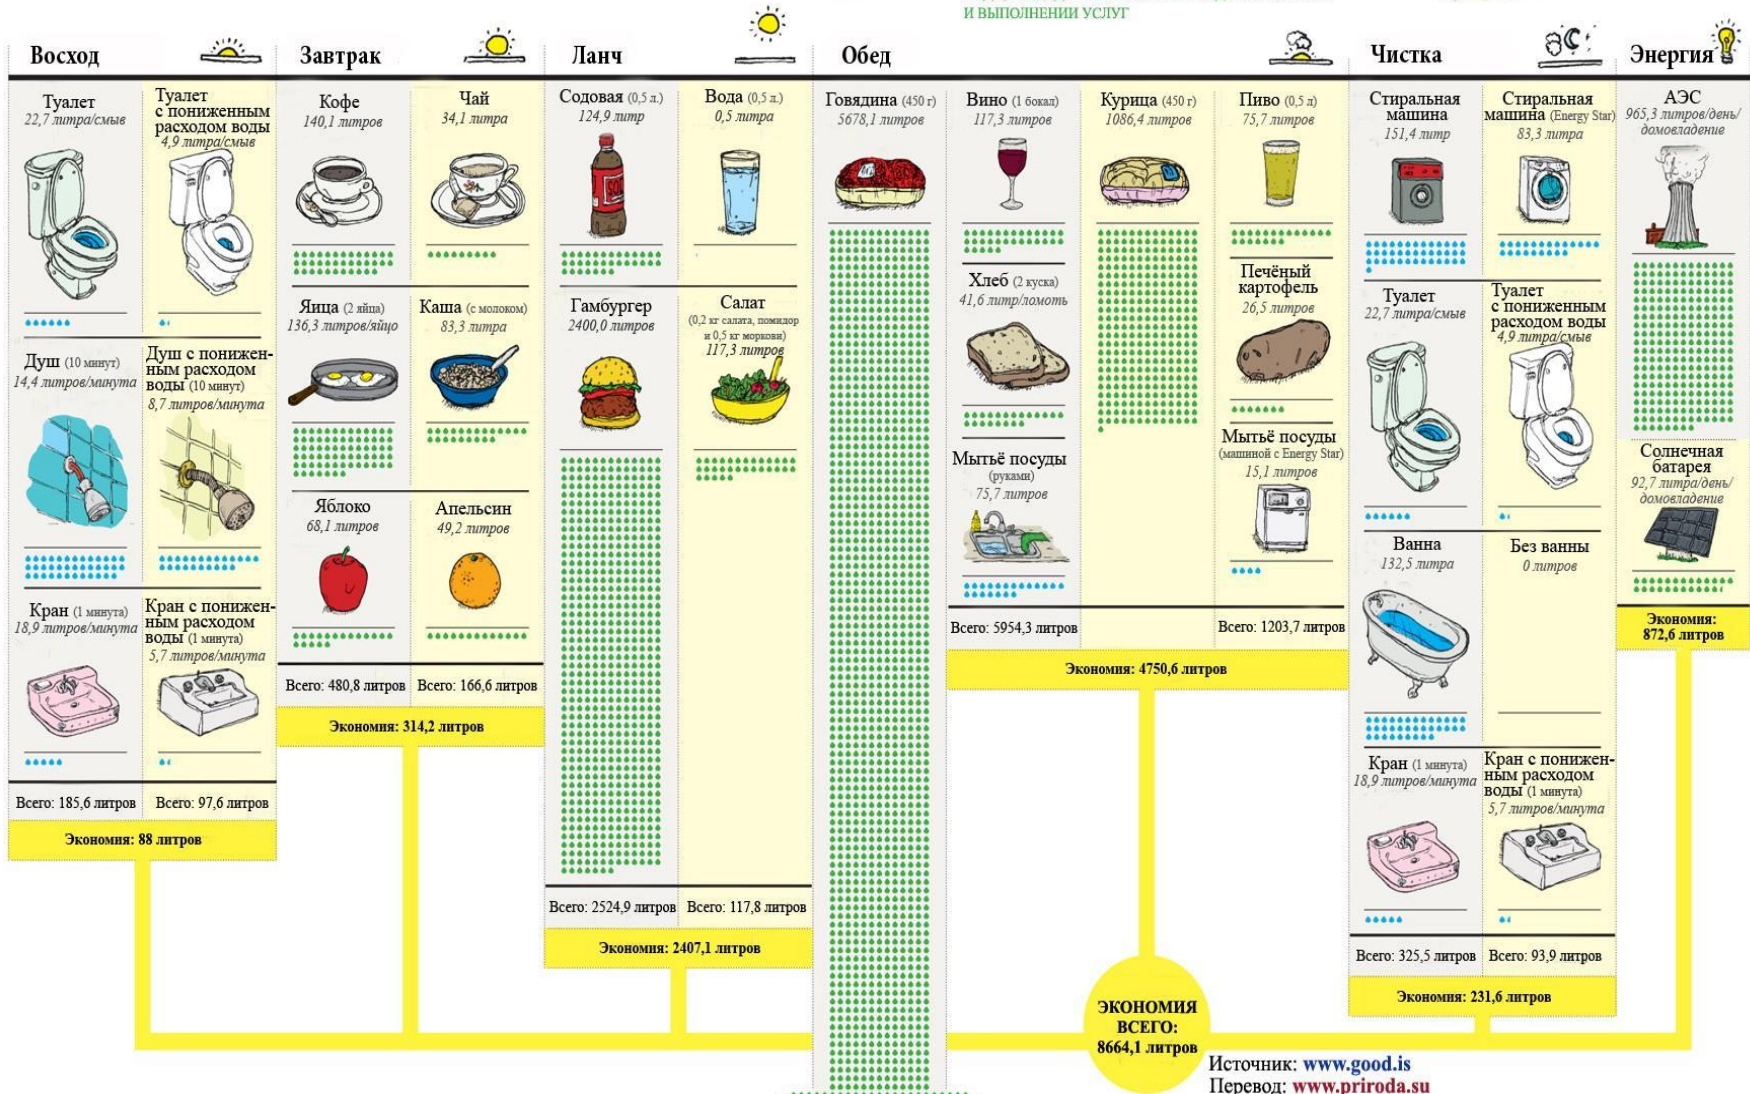 И ВЫПОЛНЕНИИ УСЛУГ
Восход
Туалет
22,7 литра/смыв
Туалет
с пониженным
расходом воды
4,9 литра/смыв
Душ (10 минут)
14,4 литров/минута
Душ с понижен-
ным расходом
воды (10 минут)
8,7 литров/минута
Кран (1 минута)
18,9 литров/минута
Кран с понижен-
ным расходом
воды (1 минута)
5,7 литров/минута
Всего: 185,6 литров
Всего: 97,6 литров
Экономия: 88 литров
Завтрак
Кофе
140,1 литров
Чай
34,1 литра
Яица (2 яйца)
136,3 литров/яйцо
Каша (с молоком)
83,3 литра
Яблоко
68,1 литров
Апельсин
49,2 литров
Всего: 480,8 литров
Всего: 166,6 литров
Экономия: 314,2 литров
Ланч
Содовая (0,5 л.)
124,9 литр
Вода (0,5 л.)
0,5 литра
Гамбургер
2400,0 литров
Салат
(0,2 кг салата, помидор
и 0,5 кг моркови)
117,3 литров
Всего: 2524,9 литров
Всего: 117,8 литров
Экономия: 2407,1 литров
Обед
Говядина (450 г)
5678,1 литров
Вино (1 бокал)
117,3 литров
Курица (450 г)
1086,4 литров
Пиво (0,5 л)
75,7 литров
Хлеб (2 куска)
41,6 литр/ломоть
Печёный
картофель
26,5 литров
Мытьё посуды
(руками)
75,7 литров
Мытьё посуды
(машиной с Energy Star)
15,1 литров
Всего: 5954,3 литров
Всего: 1203,7 литров
Экономия: 4750,6 литров
Чистка
Стиральная
машина
151,4 литр
Стиральная
машина (Energy Star)
83,3 литра
Туалет
22,7 литра/смыв
Туалет
с пониженным
расходом воды
4,9 литра/смыв
Ванна
132,5 литра
Без ванны
0 литров
Кран (1 минута)
18,9 литров/минута
Кран с понижен-
ным расходом
воды (1 минута)
5,7 литров/минута
Всего: 325,5 литров
Всего: 93,9 литров
Экономия: 231,6 литров
Энергия
АЭС
965,3 литров/день/
домовладение
Солнечная
батарея
92,7 литра/день/
домовладение
Экономия:
872,6 литров
ЭКОНОМИЯ
ВСЕГО:
8664,1 литров
Источник: www.good.is
Перевод: www.priroda.su